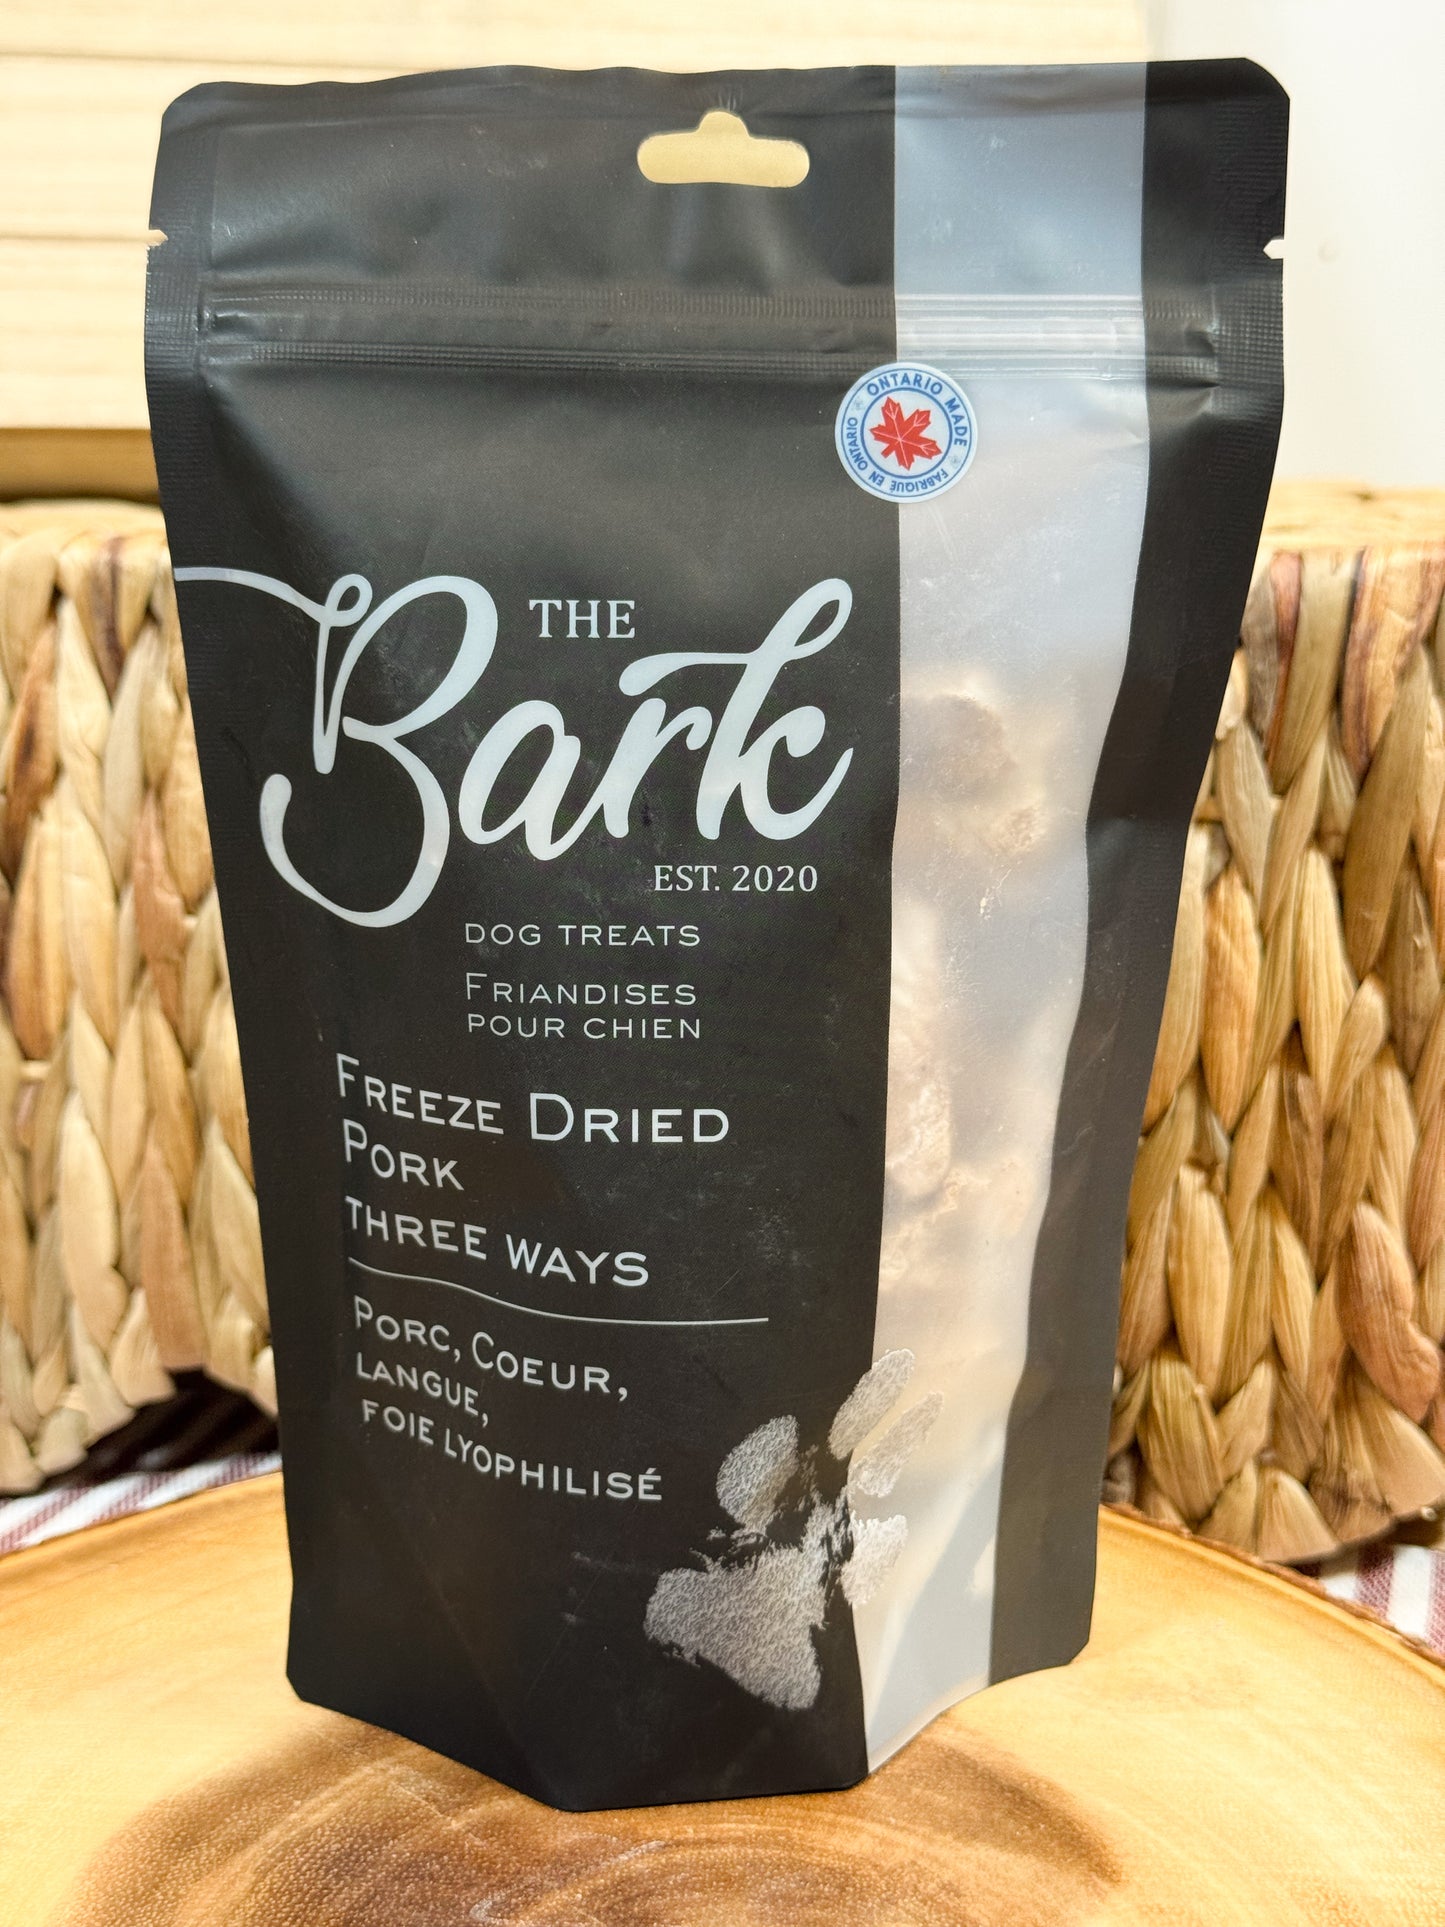 ONTARIO MADE
FABRIQUÉ EN ONTARIO
THE
Bark
EST. 2020
DOG TREATS
FRIANDISES
POUR CHIEN
FREEZE DRIED
PORK
THREE WAYS
PORC, COEUR,
LANGUE,
FOIE LYOPHILISÉ